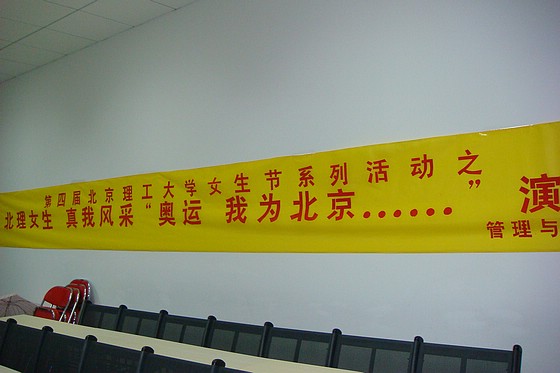 第四届北京理工大学女生节系列活动之
北理女生 真我风采“奥运 我为北京......” 演
管理与